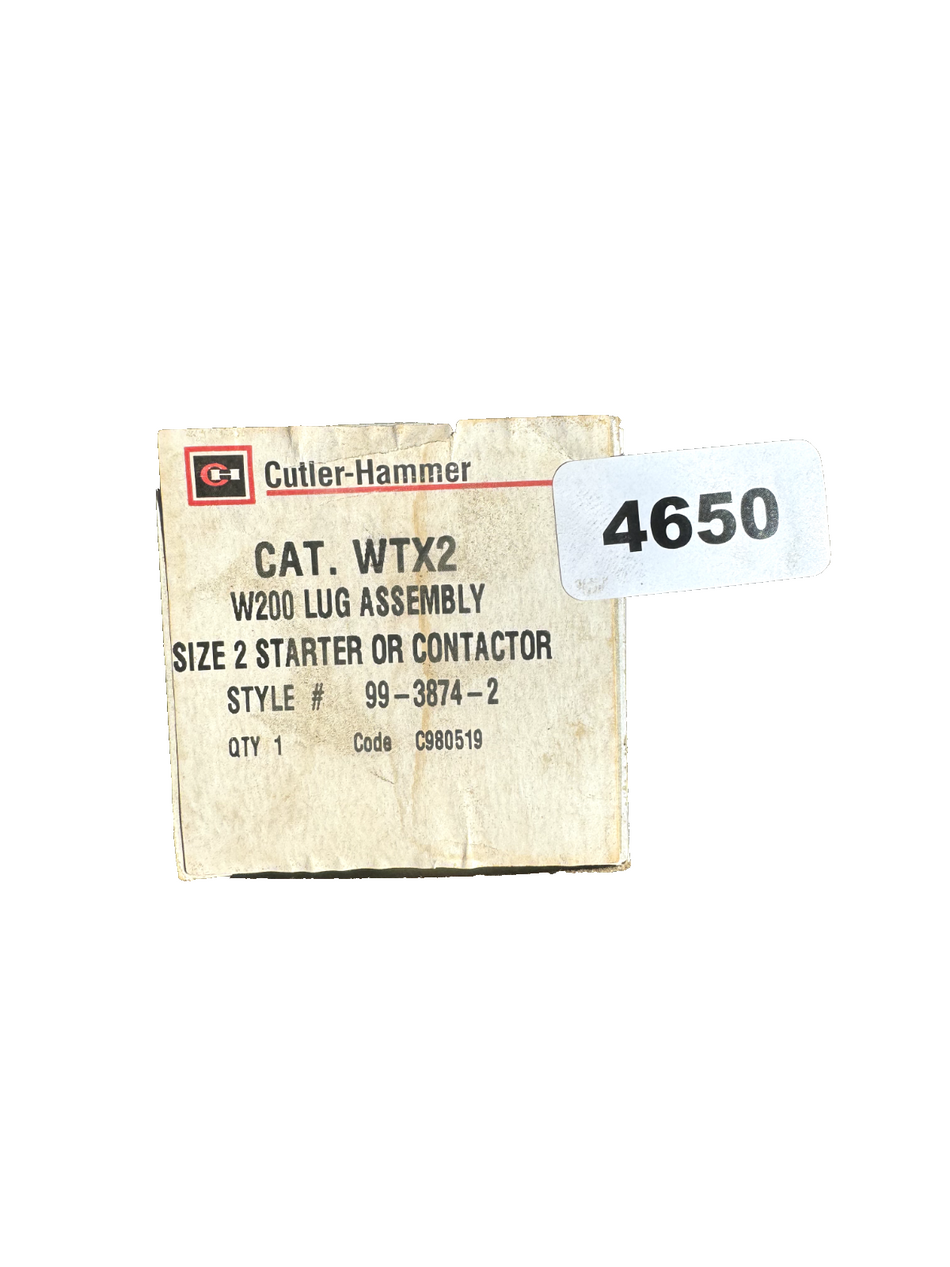 CH Cutler-Hammer
4650
CAT. WTX2
W200 LUG ASSEMBLY
SIZE 2 STARTER OR CONTACTOR
STYLE # 99-3874-2
QTY 1 Code C980519